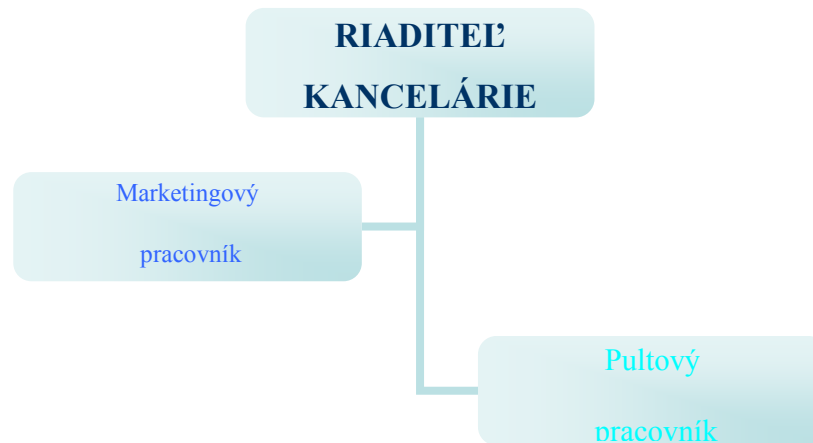 RIADITEĽ
KANCELÁRIE
Marketingový
pracovník
Pultový
pracovník